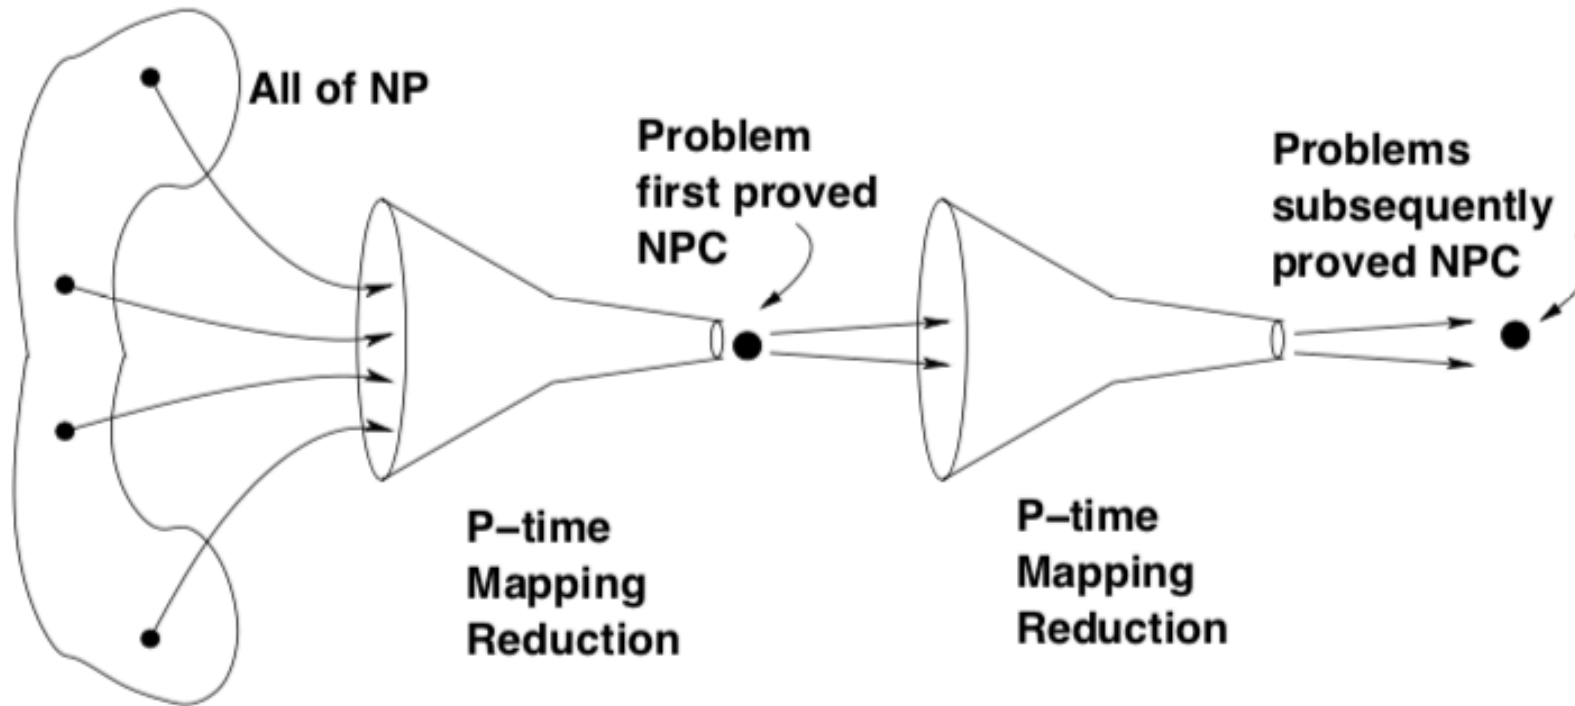 All of NP
Problem
first proved
NPC
Problems
subsequently
proved NPC
P–time
Mapping
Reduction
P–time
Mapping
Reduction